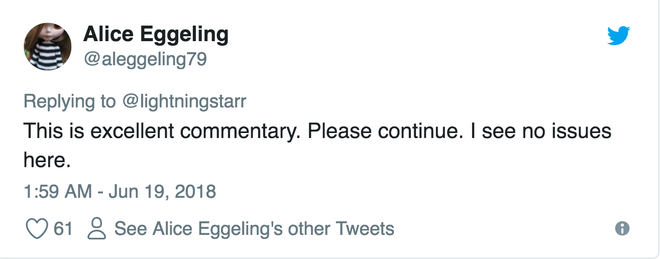 Alice Eggeling
@aleggeling79
Replying to @lightningstarr
This is excellent commentary. Please continue. I see no issues
here.
1:59 AM - Jun 19, 2018
61 See Alice Eggeling's other Tweets